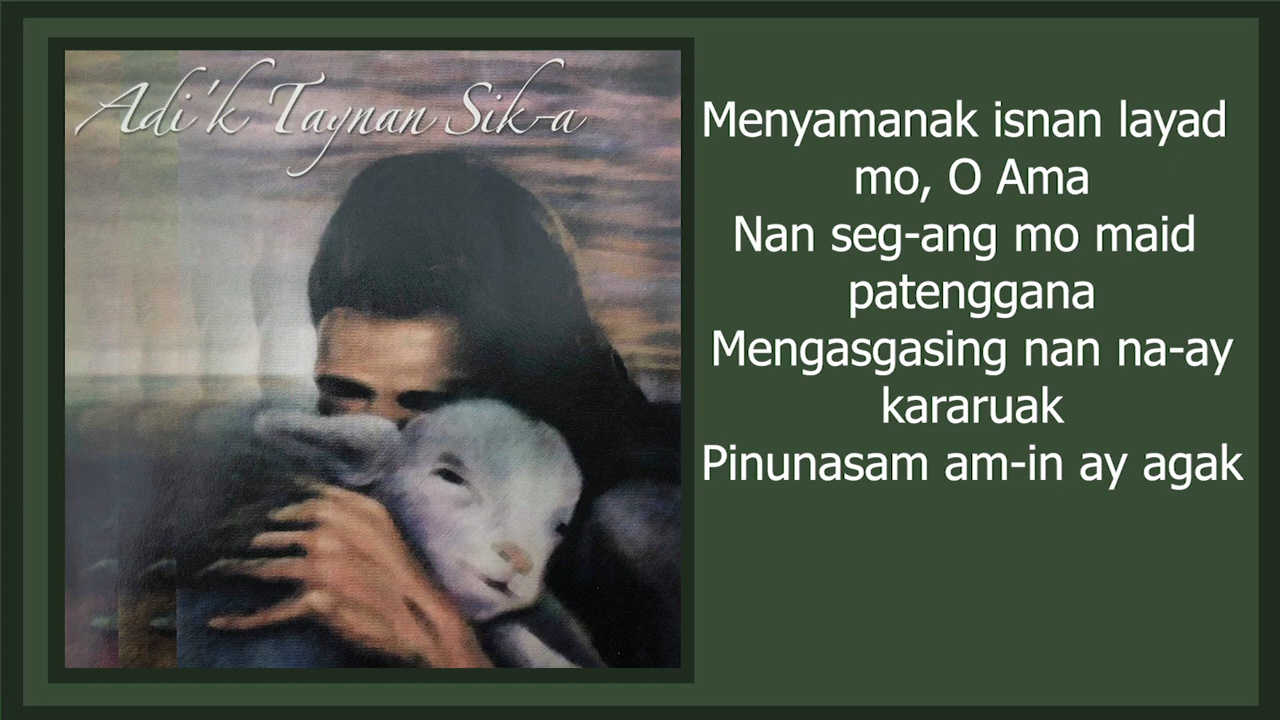 Adi'k Taynan Sik-a
Menyamanak isnan layad
mo, O Ama
Nan seg-ang mo maid
patenggana
Mengasgasing nan na-ay
kararuak
Pinunasam am-in ay agak